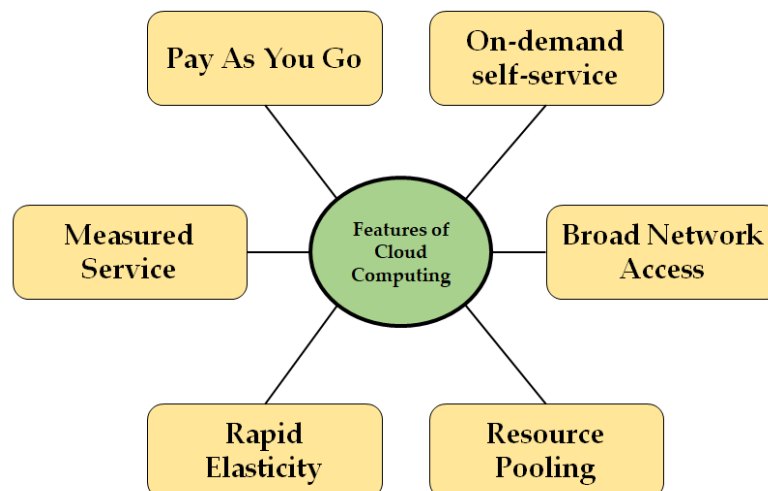 Pay As You Go
On-demand
self-service
Measured
Service
Features of
Cloud
Computing
Broad Network
Access
Rapid
Elasticity
Resource
Pooling